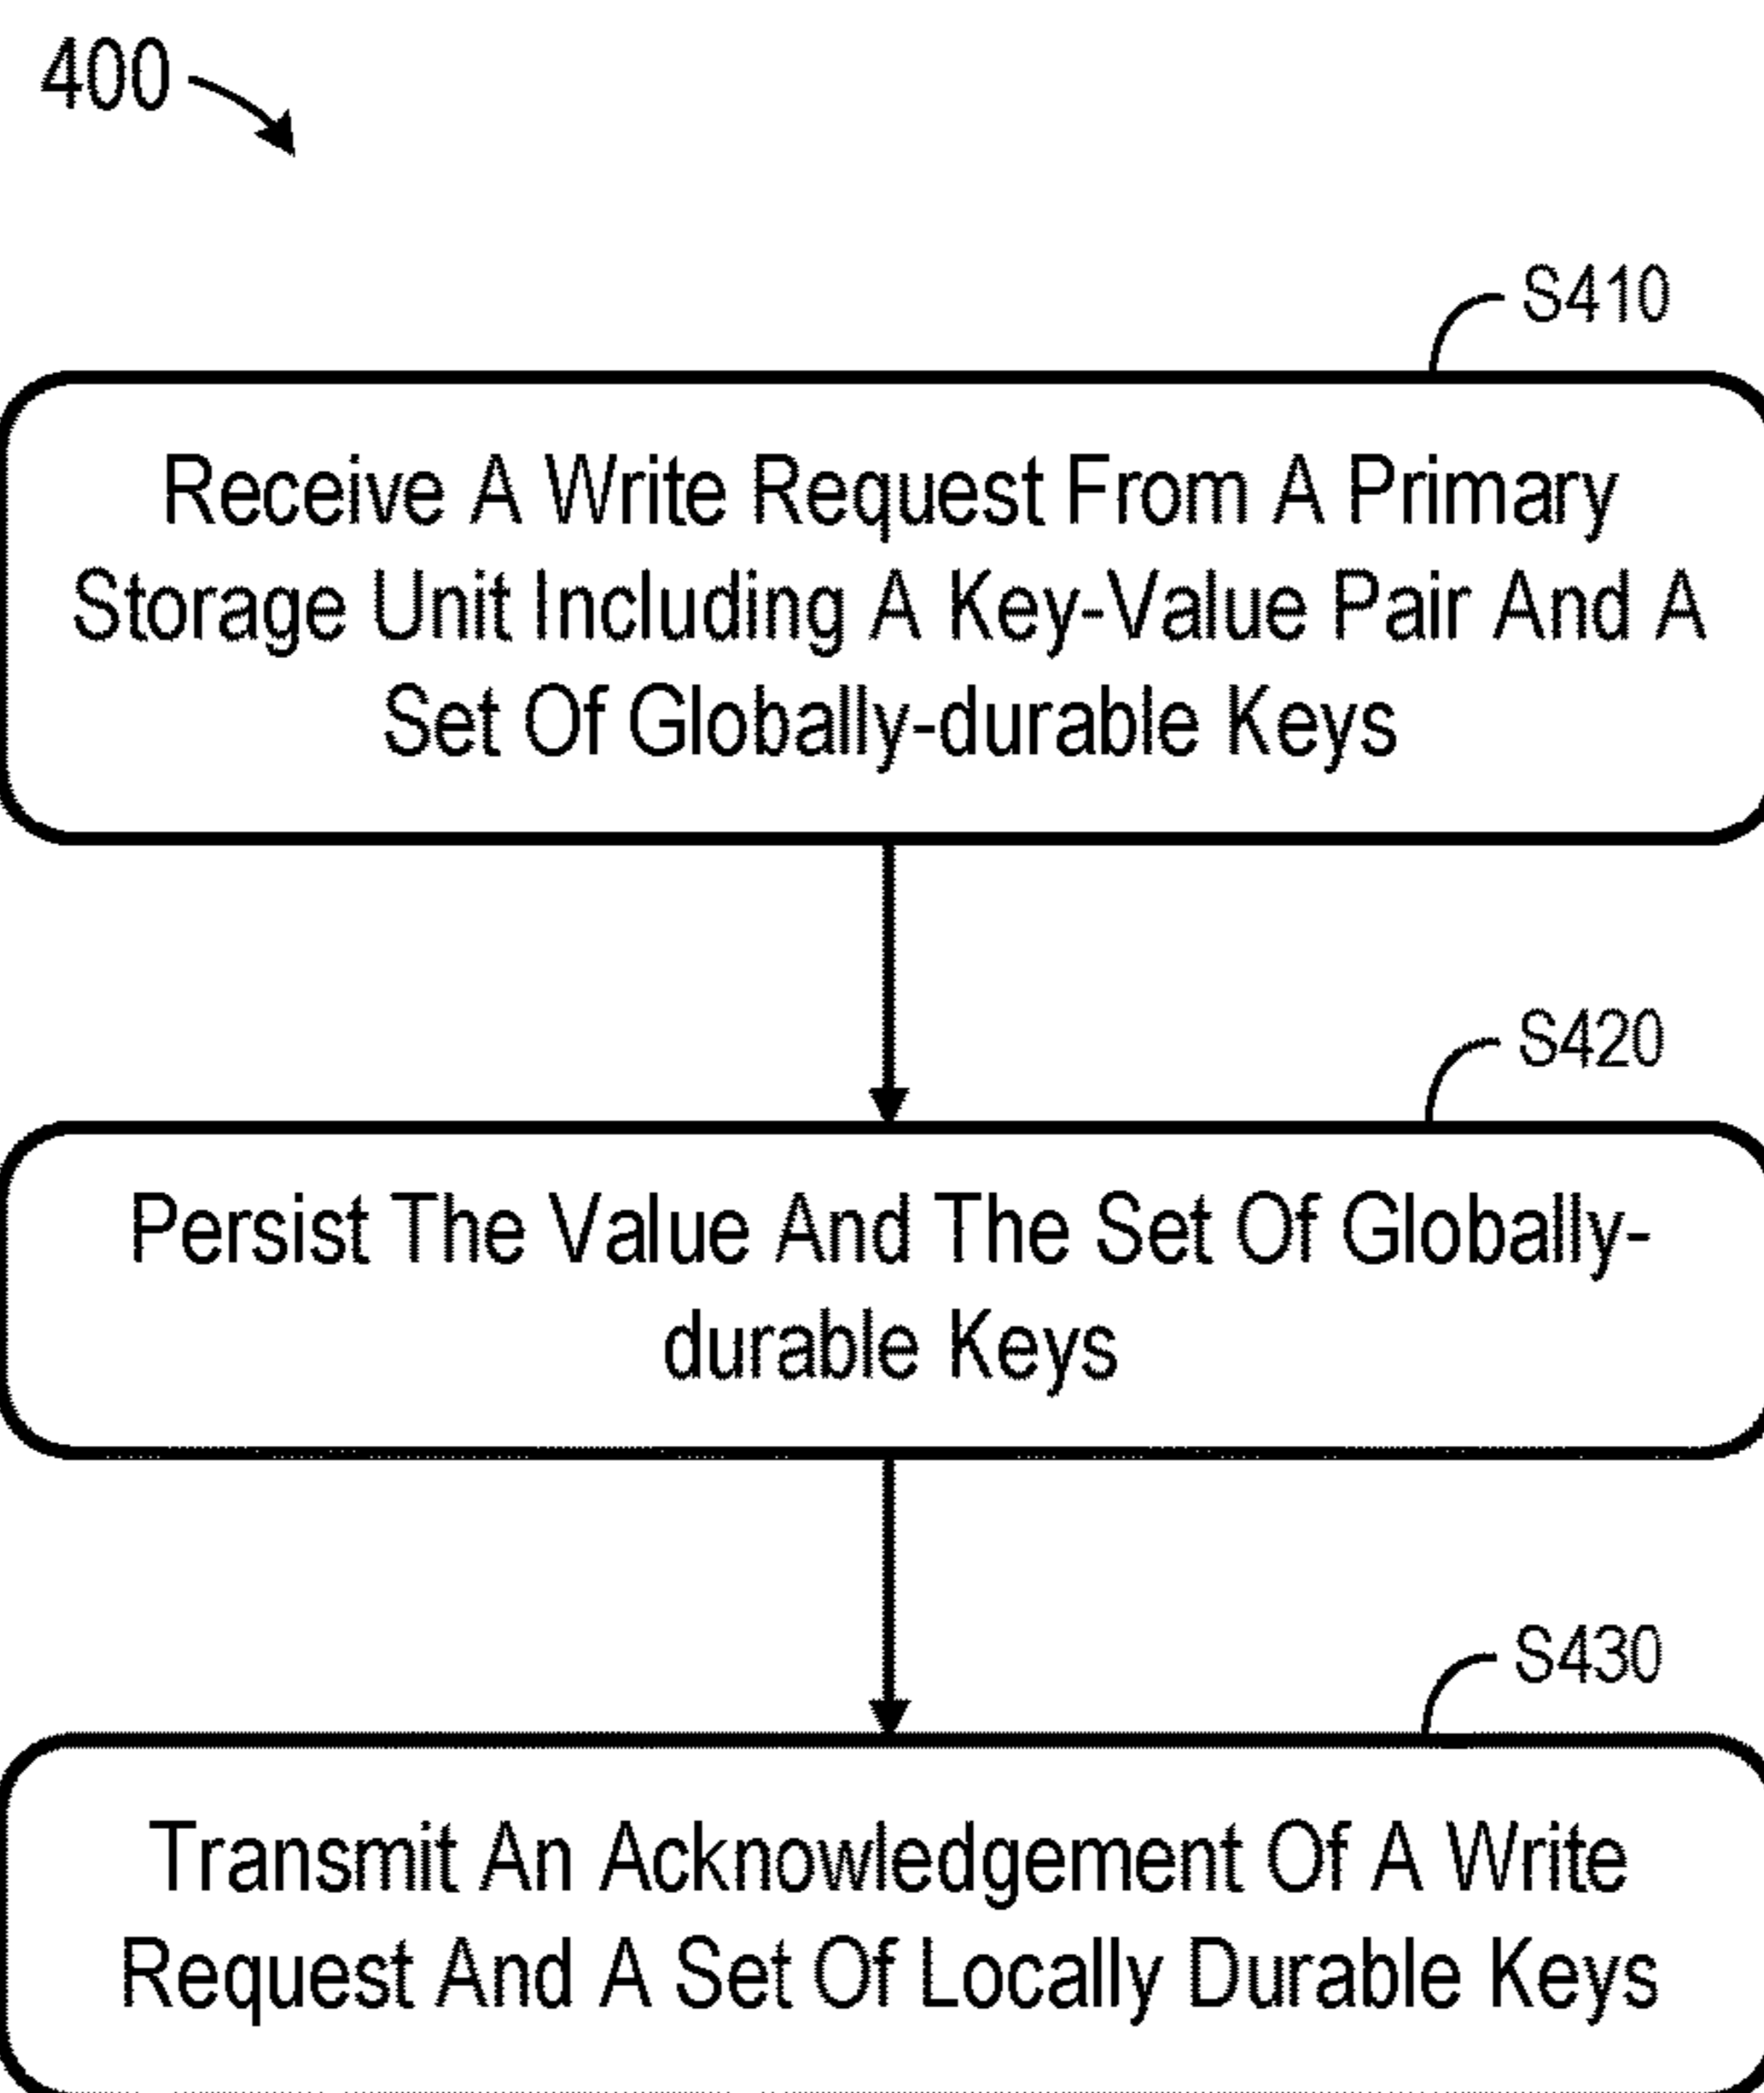 400
S410
Receive A Write Request From A Primary
Storage Unit Including A Key-Value Pair And A
Set Of Globally-durable Keys
S420
Persist The Value And The Set Of Globally-
durable Keys
S430
Transmit An Acknowledgement Of A Write
Request And A Set Of Locally Durable Keys